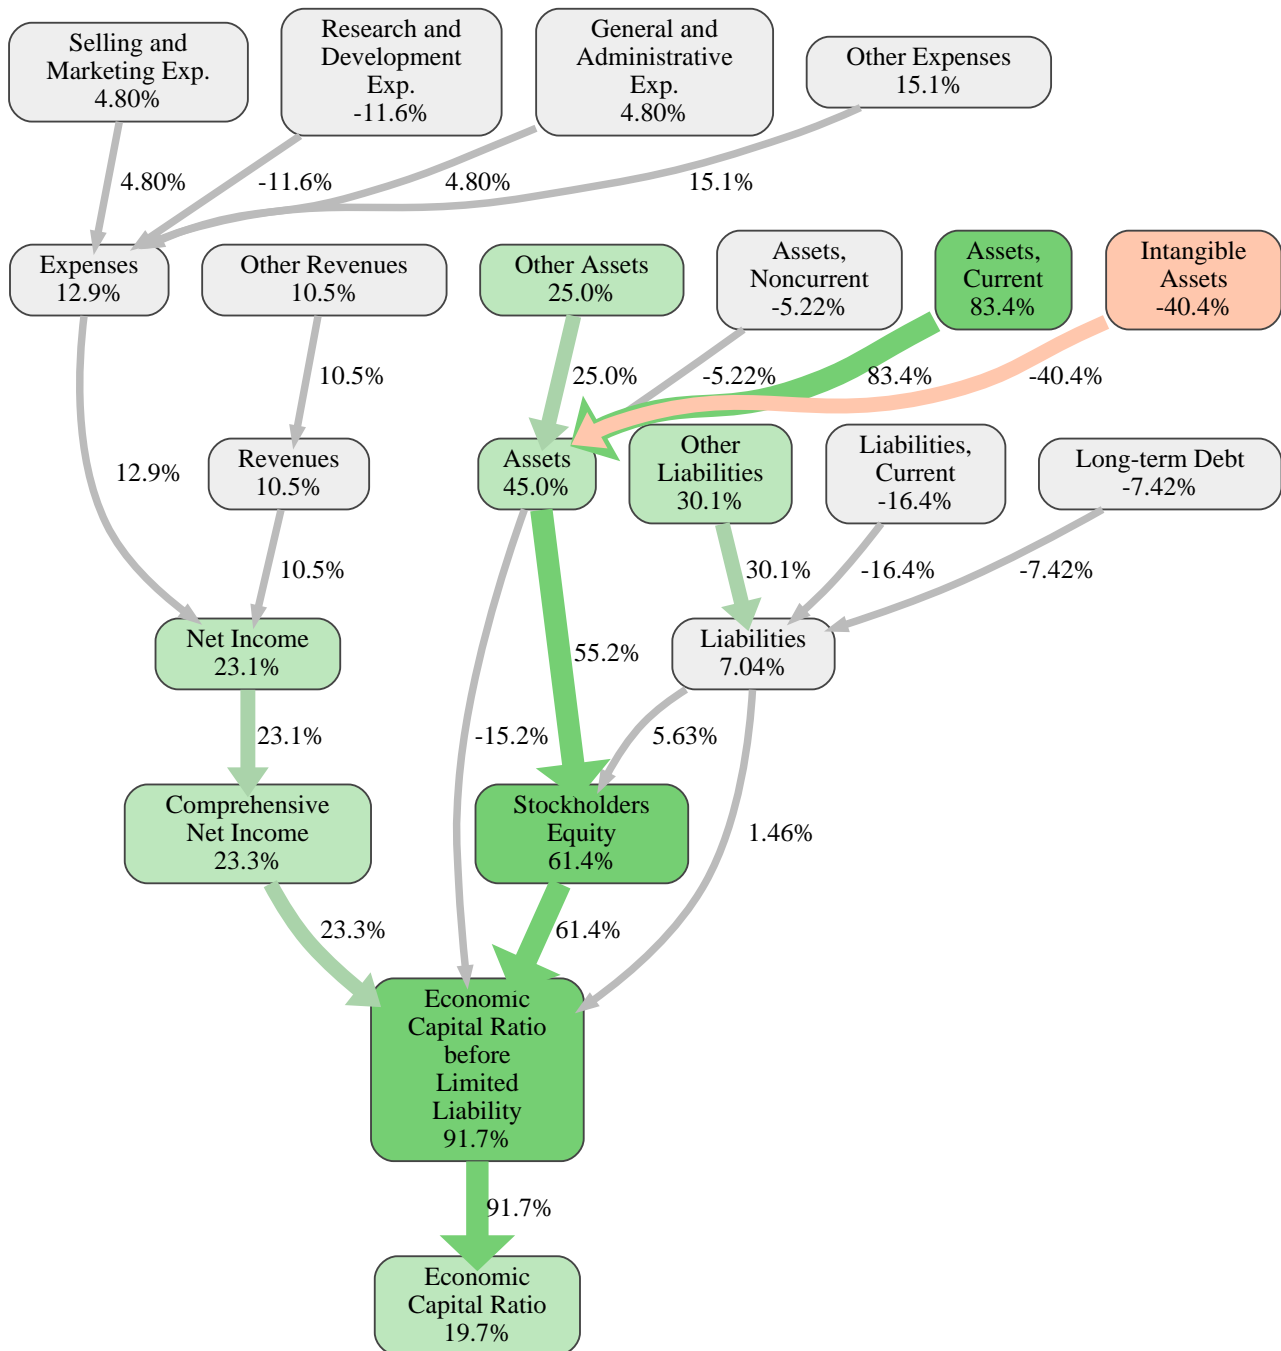 Selling and
Marketing Exp.
4.80%
Research and
Development
Exp.
-11.6%
General and
Administrative
Exp.
4.80%
Other Expenses
15.1%
4.80%
-11.6%
4.80%
15.1%
Expenses
12.9%
Other Revenues
10.5%
Other Assets
25.0%
Assets,
Noncurrent
-5.22%
Assets,
Current
83.4%
Intangible
Assets
-40.4%
10.5%
25.0%
-5.22%
83.4%
-40.4%
12.9%
Revenues
10.5%
Assets
45.0%
Other
Liabilities
30.1%
Liabilities,
Current
-16.4%
Long-term Debt
-7.42%
10.5%
30.1%
-16.4%
-7.42%
Net Income
23.1%
55.2%
Liabilities
7.04%
23.1%
-15.2%
5.63%
Comprehensive
Net Income
23.3%
Stockholders
Equity
61.4%
1.46%
23.3%
61.4%
Economic
Capital Ratio
before
Limited
Liability
91.7%
91.7%
Economic
Capital Ratio
19.7%